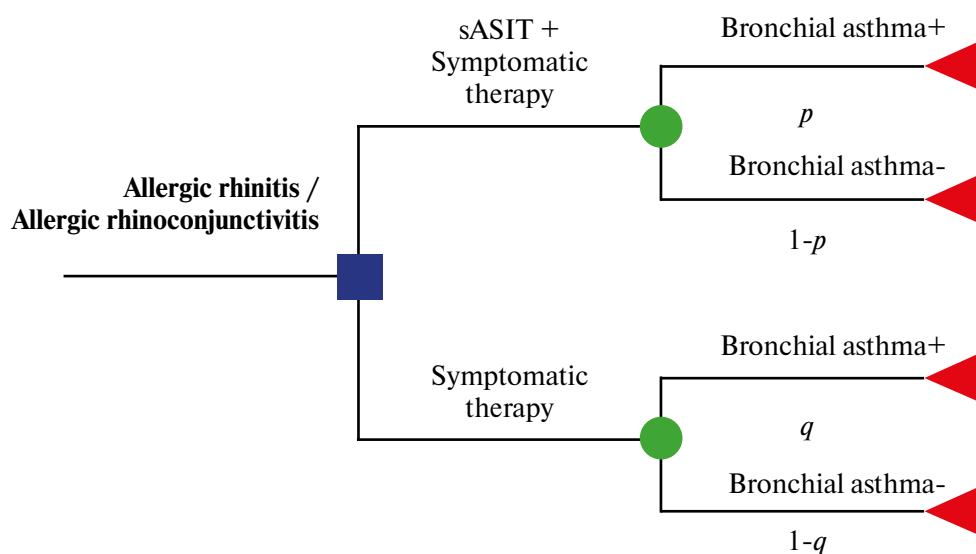 sASIT +
Symptomatic
therapy
Bronchial asthma+
p
Bronchial asthma-
1-p
Allergic rhinitis /
Allergic rhinoconjunctivitis
Symptomatic
therapy
Bronchial asthma+
q
Bronchial asthma-
1-q